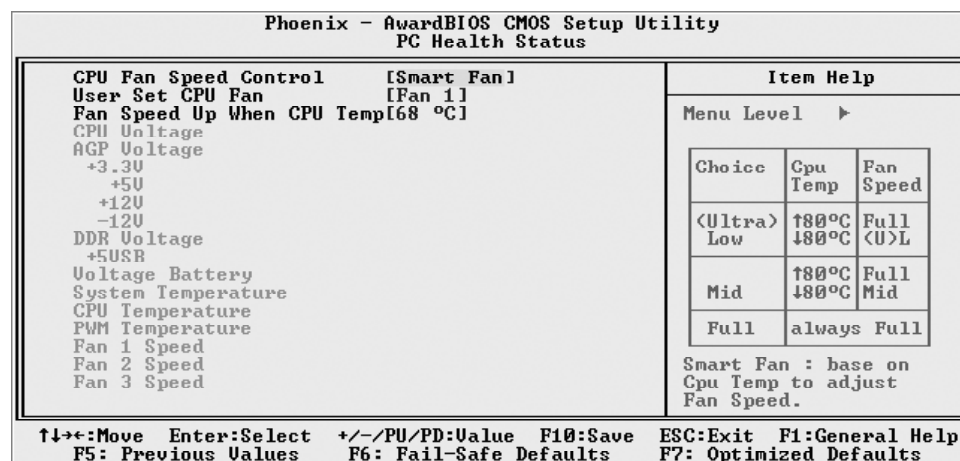 Phoenix - AwardBIOS CMOS Setup Utility
PC Health Status
CPU Fan Speed Control [Smart Fan]
User Set CPU Fan [Fan 1]
Fan Speed Up When CPU Temp[68 ºC]
CPU Voltage
AGP Voltage
+3.3V
+5V
+12V
-12V
DDR Voltage
+5USB
Voltage Battery
System Temperature
CPU Temperature
PWM Temperature
Fan 1 Speed
Fan 2 Speed
Fan 3 Speed
Item Help
Menu Level ▶
Choice Cpu Temp Fan Speed
(Ultra) ↑80ºC Full
Low ↓80ºC (U)L
↑80ºC Full
Mid ↓80ºC Mid
Full always Full
Smart Fan : base on
Cpu Temp to adjust
Fan Speed.
↑↓→←:Move Enter:Select +/-/PU/PD:Value F10:Save ESC:Exit F1:General Help
F5: Previous Values F6: Fail-Safe Defaults F7: Optimized Defaults